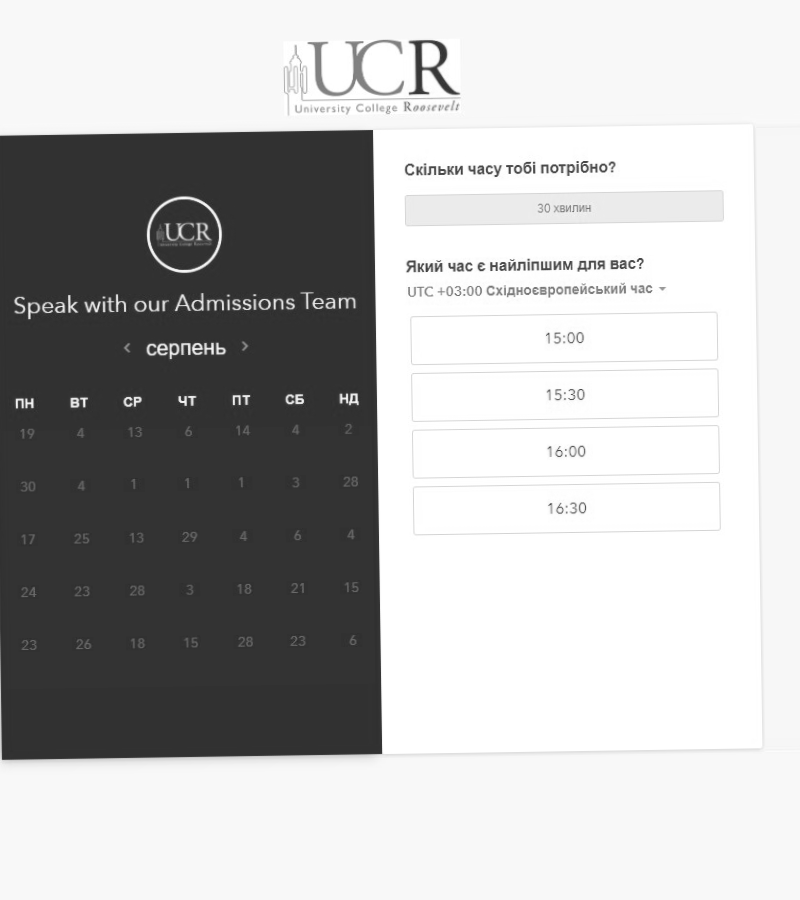 UCR
University College Roosevelt
UCR
Speak with our Admissions Team
‹ серпень ›
ПН ВТ СР ЧТ ПТ СБ НД
19 4 13 6 14 4 2
30 4 1 1 1 3 28
17 25 13 29 4 6 4
24 23 28 3 18 21 15
23 26 18 15 28 23 6
Скільки часу тобі потрібно?
30 хвилин
Який час є найліпшим для вас?
UTC +03:00 Східноєвропейський час
15:00
15:30
16:00
16:30